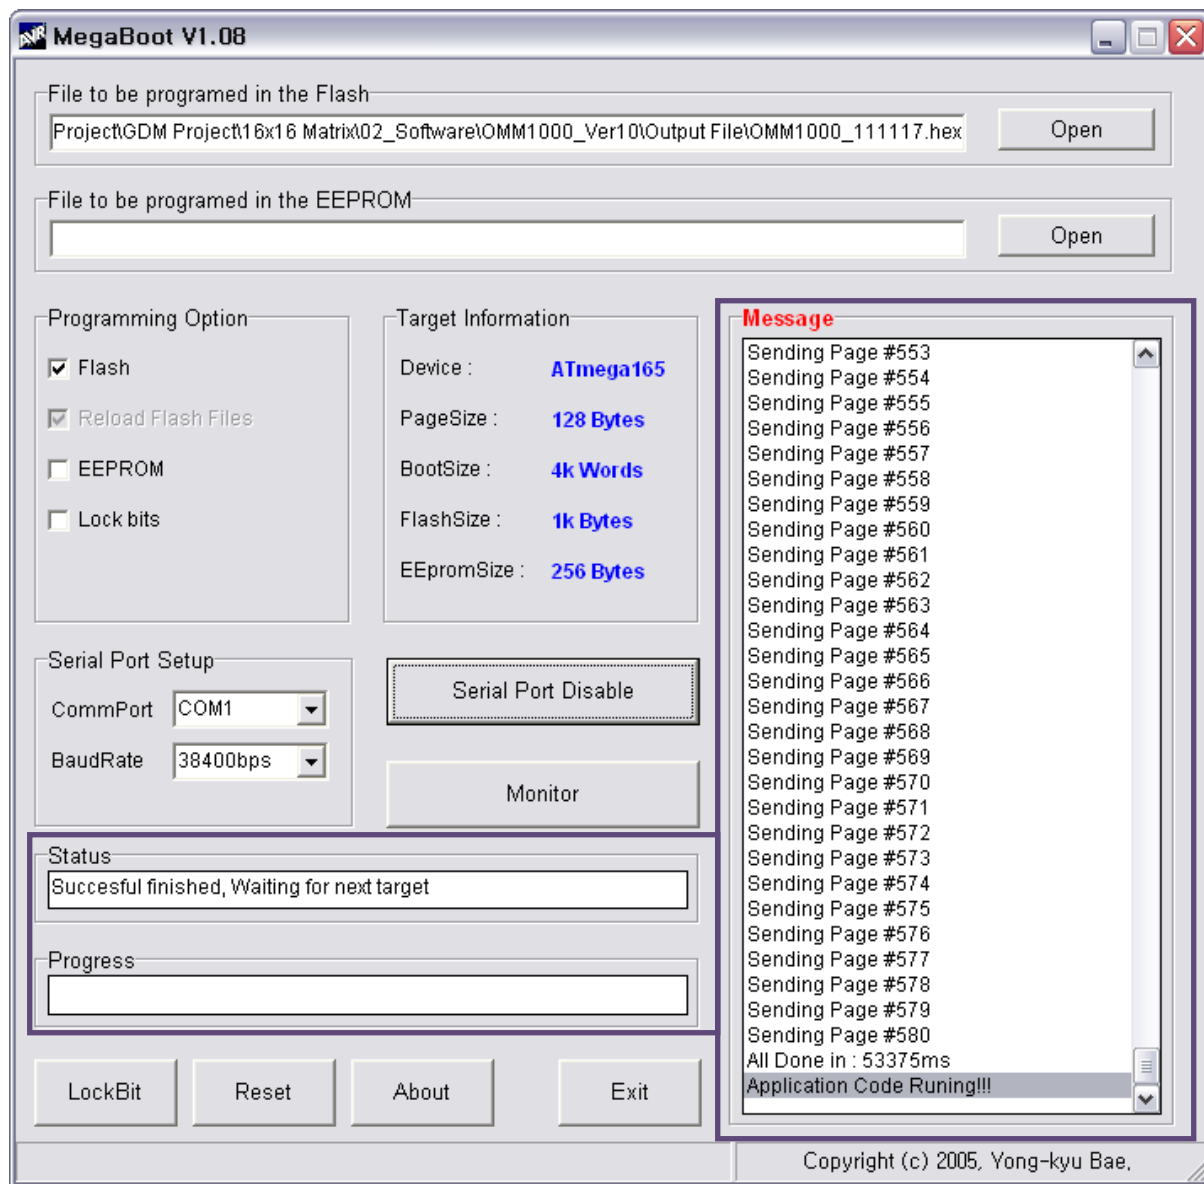 AVR
MegaBoot V1.08
File to be programed in the Flash
Project\GDM Project\16x16 Matrix\02_Software\OMM1000_Ver10\Output File\OMM1000_111117.hex
Open
File to be programed in the EEPROM
Open
Programming Option
Flash
Reload Flash Files
EEPROM
Lock bits
Target Information
Device : ATmega165
PageSize : 128 Bytes
BootSize : 4k Words
FlashSize : 1k Bytes
EEpromSize : 256 Bytes
Serial Port Setup
CommPort COM1
BaudRate 38400bps
Serial Port Disable
Monitor
Status
Succesful finished, Waiting for next target
Progress
Message
Sending Page #553
Sending Page #554
Sending Page #555
Sending Page #556
Sending Page #557
Sending Page #558
Sending Page #559
Sending Page #560
Sending Page #561
Sending Page #562
Sending Page #563
Sending Page #564
Sending Page #565
Sending Page #566
Sending Page #567
Sending Page #568
Sending Page #569
Sending Page #570
Sending Page #571
Sending Page #572
Sending Page #573
Sending Page #574
Sending Page #575
Sending Page #576
Sending Page #577
Sending Page #578
Sending Page #579
Sending Page #580
All Done in : 53375ms
Application Code Runing!!!
LockBit
Reset
About
Exit
Copyright (c) 2005, Yong-kyu Bae,